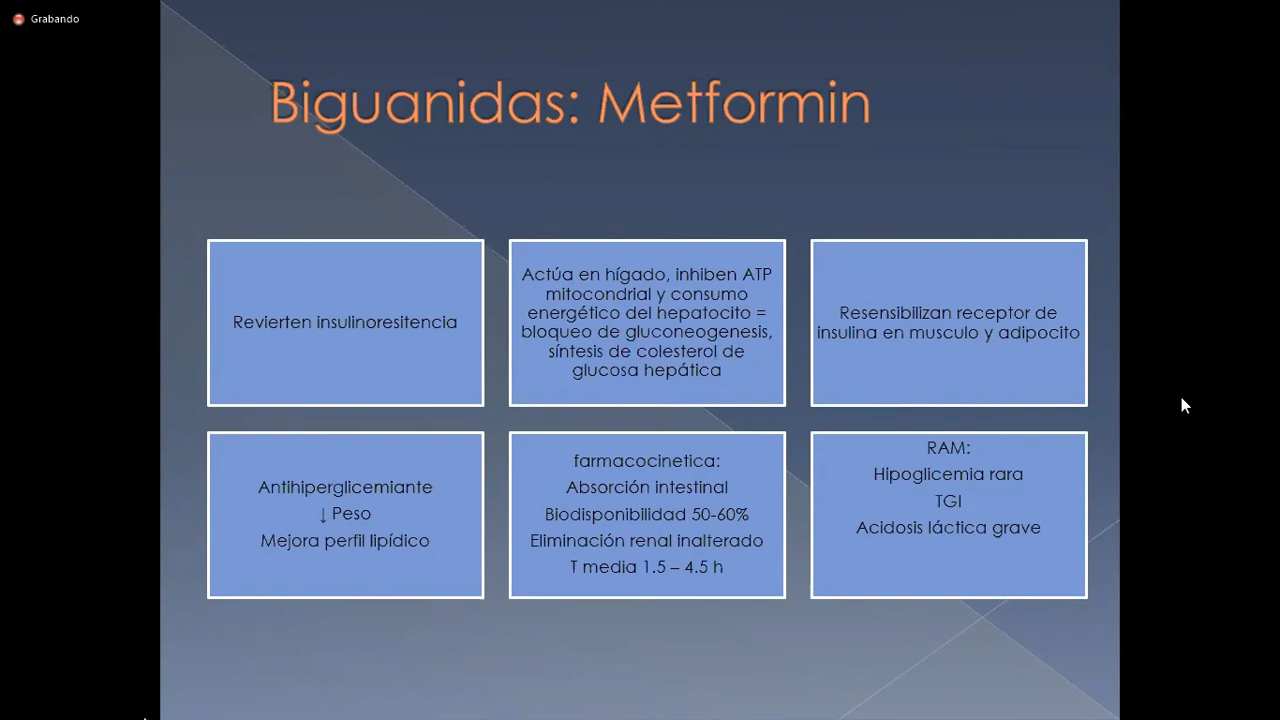 Grabando
Biguanidas: Metformin
Revierten insulinoresitencia
Actúa en hígado, inhiben ATP
mitocondrial y consumo
energético del hepatocito =
bloqueo de gluconeogenesis,
síntesis de colesterol de
glucosa hepática
Resensibilizan receptor de
insulina en musculo y adipocito
Antihiperglicemiante
↓ Peso
Mejora perfil lipídico
farmacocinetica:
Absorción intestinal
Biodisponibilidad 50-60%
Eliminación renal inalterado
T media 1.5 – 4.5 h
RAM:
Hipoglicemia rara
TGI
Acidosis láctica grave